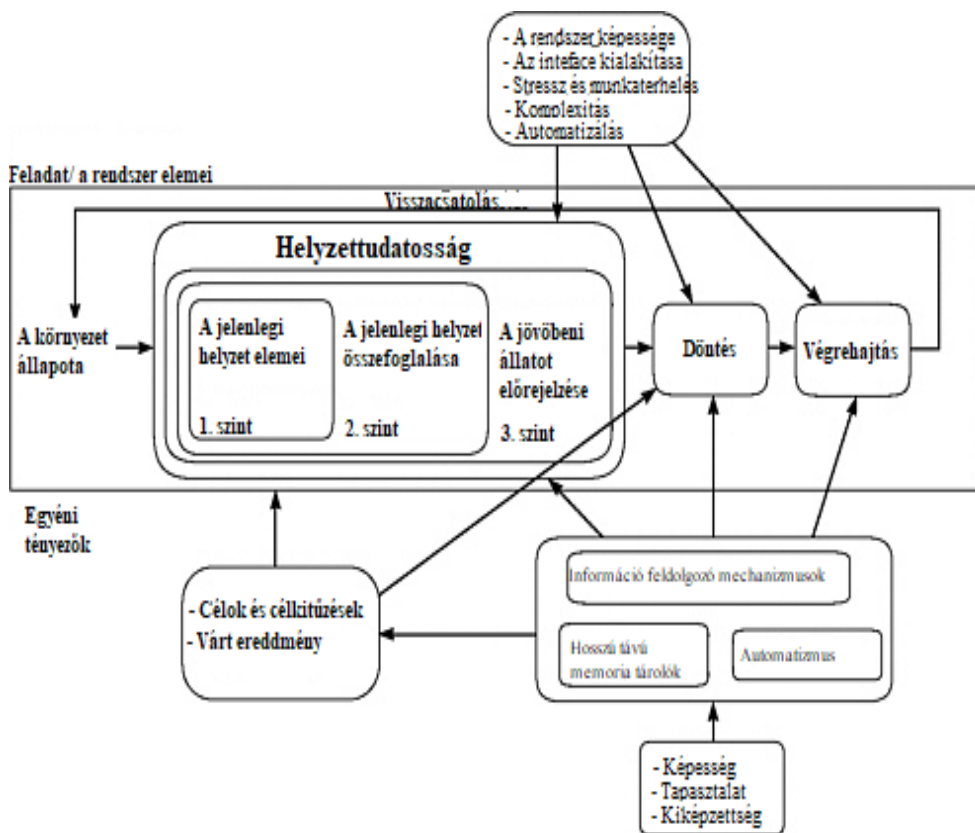 - A rendszer képessége
- Az inteface kialakítása
- Stressz és munkaterhelés
- Komplexitás
- Automatizálás
Feladat/ a rendszer elemei
Visszacsatolás
Helyzettudatosság
A környezet
állapota
A jelenlegi
helyzet elemei
1. szint
A jelenlegi helyzet
összefoglalása
2. szint
A jövőbeni
állatot
előrejelzése
3. szint
Döntés
Végrehajtás
Egyéni
tényezők
- Célok és célkitűzések
- Várt ereddmény
Információ feldolgozó mechanizmusok
Hosszú távú
memoria tárolók
Automatizmus
- Képesség
- Tapasztalat
- Kiképzettség